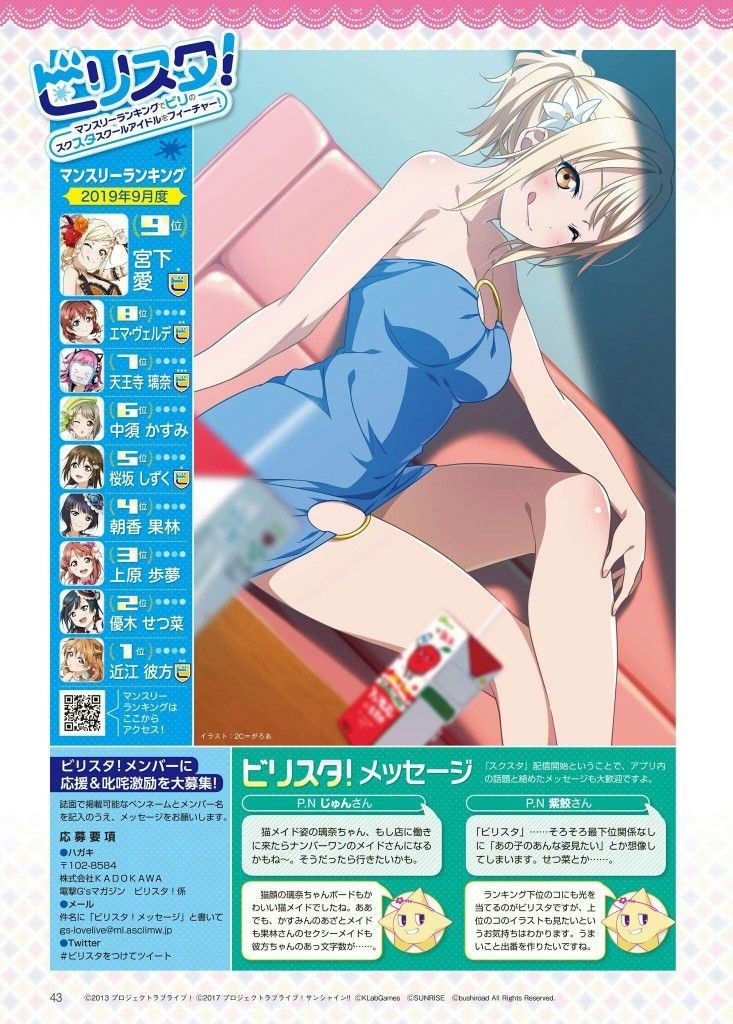 ビリスタ!
マンスリーランキングでビリの
スクスタスクールアイドルをフィーチャー!
マンスリーランキング
2019年9月度
9位
宮下
愛
8位
エマ・ヴェルデ
7位
天王寺 璃奈
6位
中須 かすみ
5位
桜坂 しずく
4位
朝香 果林
3位
上原 歩夢
2位
優木 せつ菜
1位
近江 彼方
マンスリー
ランキングは
ここから
アクセス!
イラスト:2C=がろあ
ビリスタ!メンバーに
応援&叱咤激励を大募集!
誌面で掲載可能なペンネームとメンバー名
を記入のうえ、メッセージをお願いします。
応募要項
●ハガキ
〒102-8584
株式会社KADOKAWA
電撃G'sマガジン ビリスタ!係
●メール
件名に「ビリスタ!メッセージ」と書いて
gs-lovelive@ml.asciimw.jp
●Twitter
#ビリスタをつけてツイート
ビリスタ!メッセージ
「スクスタ」配信開始ということで、アプリ内
の話題と絡めたメッセージも大歓迎ですよ。
P.N じゅんさん
猫メイド姿の璃奈ちゃん、もし店に働き
に来たらナンバーワンのメイドさんになる
かもね〜。そうだったら行きたいかも。
猫顔の璃奈ちゃんボードもか
わいい猫メイドでしたね。ああ
でも、かすみんのあざとメイド
も果林さんのセクシーメイドも
彼方ちゃんのあっ文字数が……。
P.N 紫鮫さん
「ビリスタ」……そろそろ最下位関係なし
に「あの子のあんな姿見たい」とか想像し
てしまいます。せつ菜とか……。
ランキング下位のコにも光を
当てるのがビリスタですが、上
位のコのイラストも見たいとい
うお気持ちはわかります。うま
いこと出番を作りたいですね。
43
©2013 プロジェクトラブライブ! ©2017 プロジェクトラブライブ!サンシャイン!! ©KLabGames ©SUNRISE ©bushiroad All Rights Reserved.